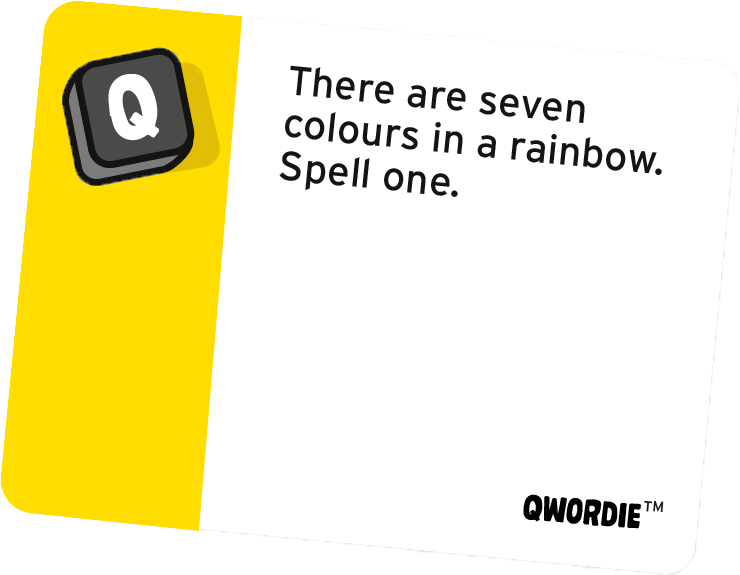 Q
There are seven
colours in a rainbow.
Spell one.
QWORDIE™